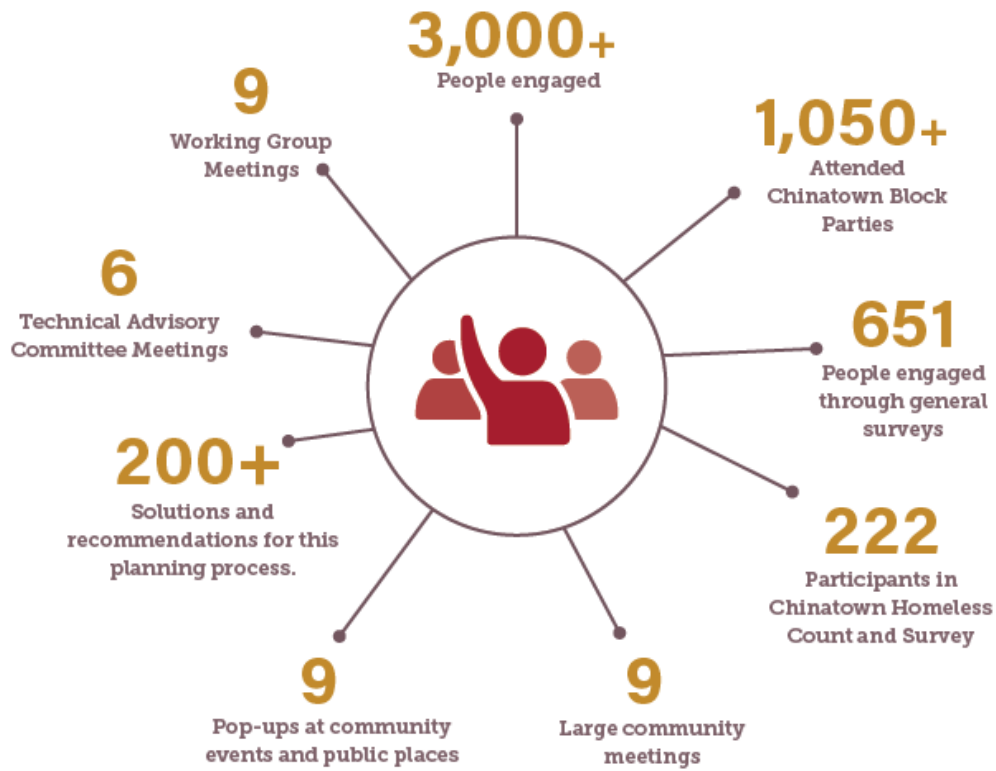 3,000+
People engaged
1,050+
Attended
Chinatown Block
Parties
651
People engaged
through general
surveys
222
Participants in
Chinatown Homeless
Count and Survey
9
Large community
meetings
9
Pop-ups at community
events and public places
200+
Solutions and
recommendations for this
planning process.
6
Technical Advisory
Committee Meetings
9
Working Group
Meetings